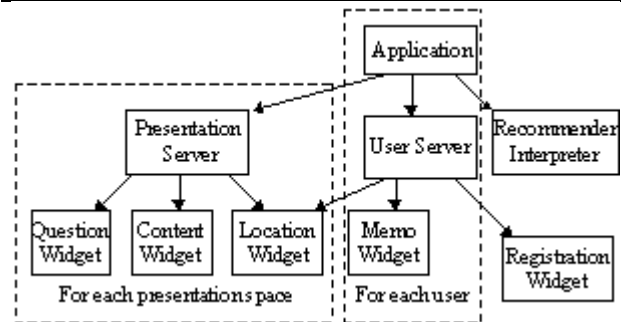 Application
Presentation
Server
User Server
Recommender
Interpreter
Question
Widget
Content
Widget
Location
Widget
Memo
Widget
Registration
Widget
For each presentations pace
For each user